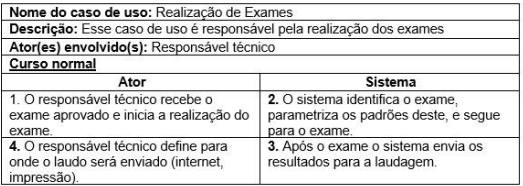 Nome do caso de uso: Realização de Exames
Descrição: Esse caso de uso é responsável pela realização dos exames
Ator(es) envolvido(s): Responsável técnico
Curso normal
Ator
Sistema
1. O responsável técnico recebe o
exame aprovado e inicia a realização do
exame.
2. O sistema identifica o exame,
parametriza os padrões deste, e segue
para o exame.
4. O responsável técnico define para
onde o laudo será enviado (internet,
impressão).
3. Após o exame o sistema envia os
resultados para a laudagem.